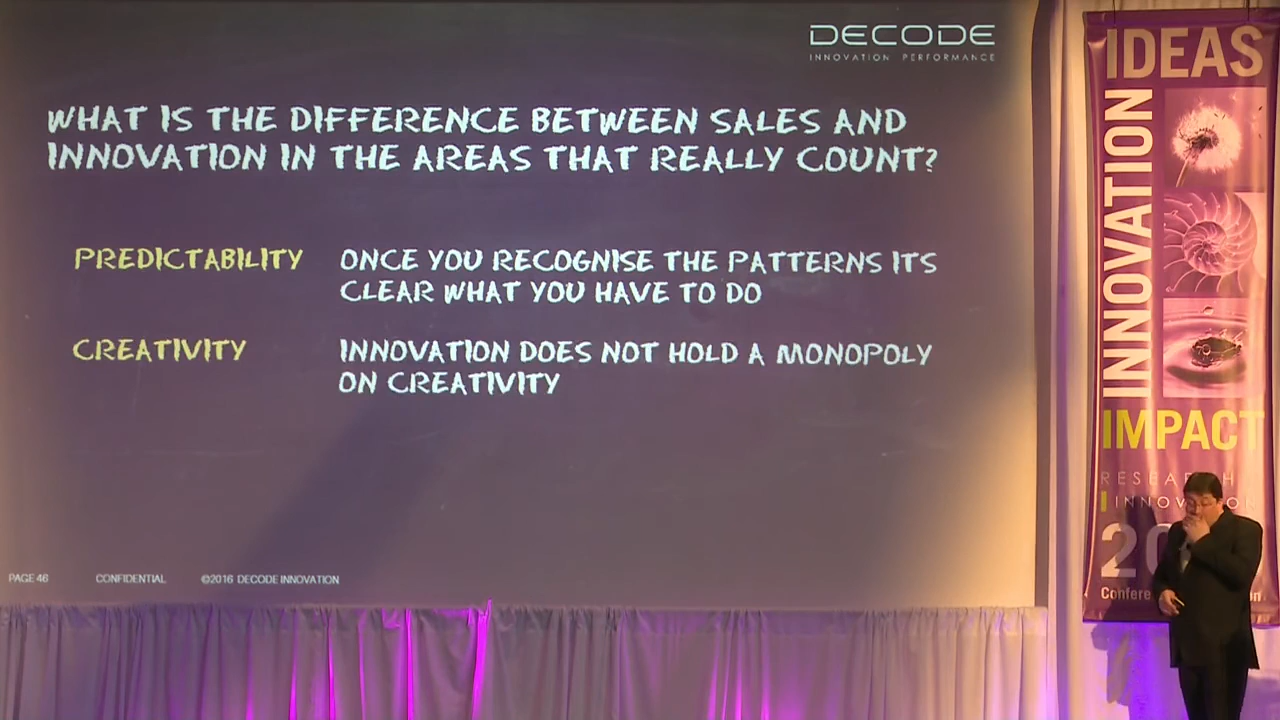 DECODE
INNOVATION PERFORMANCE
WHAT IS THE DIFFERENCE BETWEEN SALES AND
INNOVATION IN THE AREAS THAT REALLY COUNT?
PREDICTABILITY
ONCE YOU RECOGNISE THE PATTERNS ITS
CLEAR WHAT YOU HAVE TO DO
CREATIVITY
INNOVATION DOES NOT HOLD A MONOPOLY
ON CREATIVITY
PAGE 46
CONFIDENTIAL
©2016 DECODE INNOVATION
IDEAS
INNOVATION
IMPACT